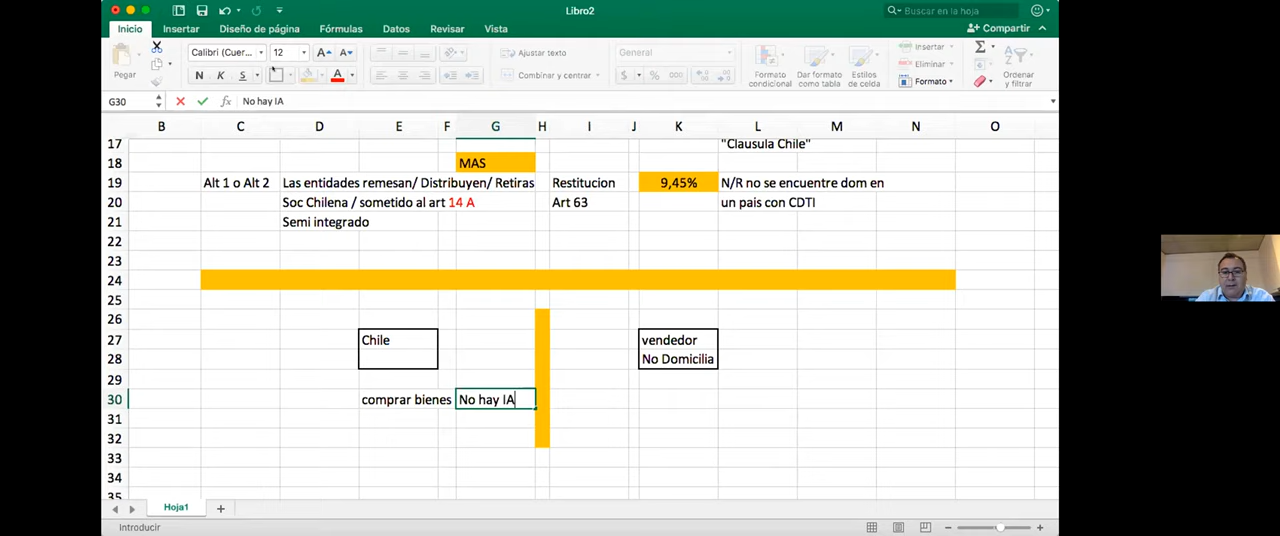 Libro2
Buscar en la hoja
Inicio Insertar Diseño de página Fórmulas Datos Revisar Vista
Compartir
Pegar
Calibri (Cuer... 12
N K S
A
Ajustar texto
Combinar y centrar
General
$ % 000
Formato condicional
Dar formato como tabla
Estilos de celda
Insertar
Eliminar
Formato
Ordenar y filtrar
G30 fx No hay IA
B C D E F G H I J K L M N O
17 "Clausula Chile"
18 MAS
19 Alt 1 o Alt 2 Las entidades remesan/ Distribuyen/ Retiras Restitucion 9,45% N/R no se encuentre dom en
20 Soc Chilena / sometido al art 14 A Art 63 un pais con CDTI
21 Semi integrado
22
23
24
25
26
27 Chile vendedor
28 No Domicilia
29
30 comprar bienes No hay IA
31
32
33
34
35
Hoja1
Introducir